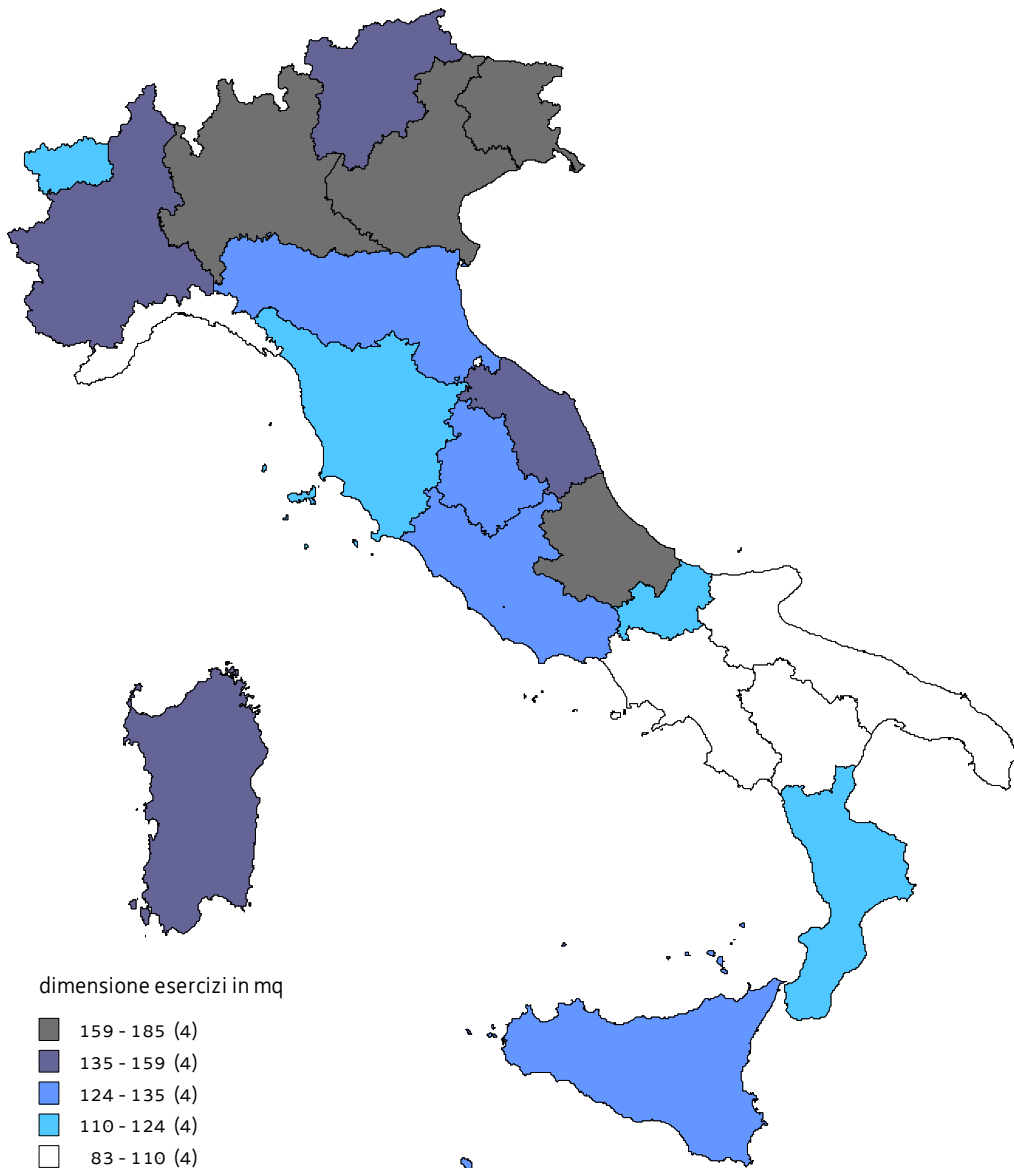 dimensione esercizi in mq
159 - 185 (4)
135 - 159 (4)
124 - 135 (4)
110 - 124 (4)
83 - 110 (4)